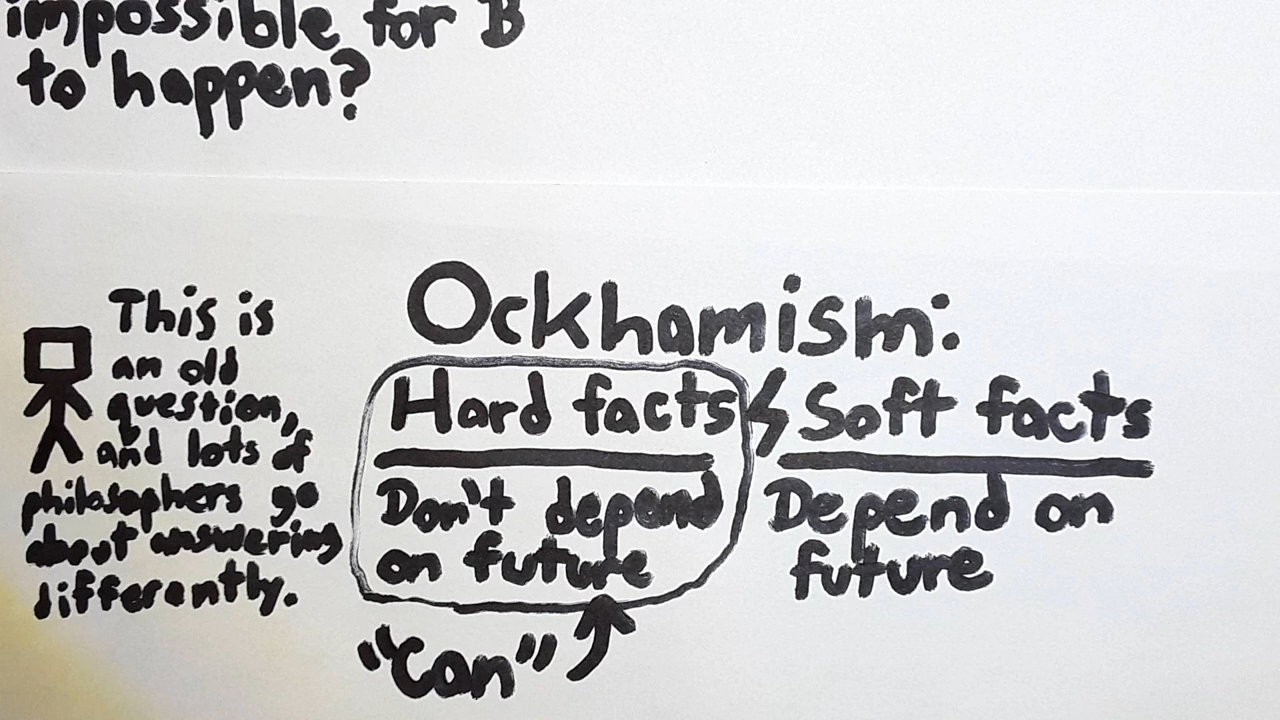 impossible for B
to happen?
This is
an old
question,
and lots of
philosophers go
about answering
differently.
Ockhamism:
Hard facts
Don't depend
on future
Soft facts
Depend on
future
"Can"